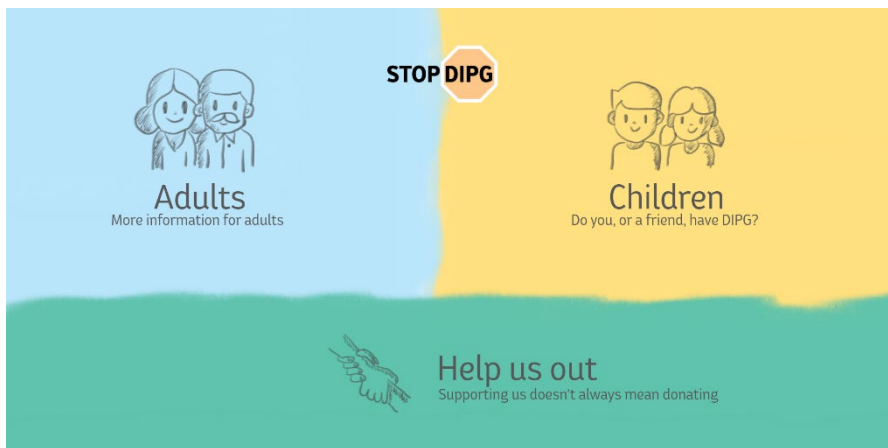 STOP DIPG
Adults
More information for adults
Children
Do you, or a friend, have DIPG?
Help us out
Supporting us doesn't always mean donating